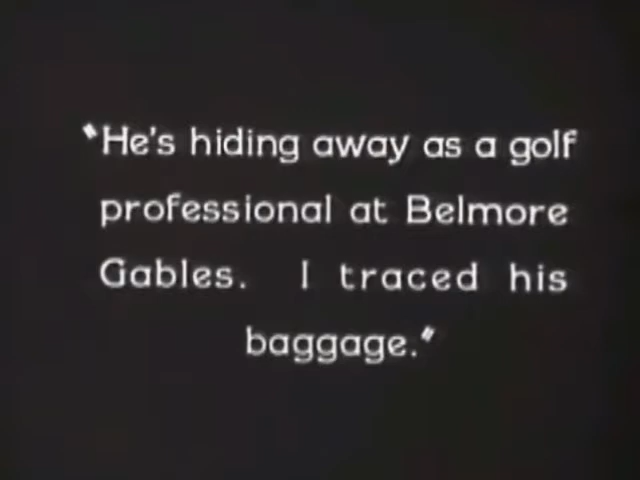 "He's hiding away as a golf
professional at Belmore
Gables. I traced his
baggage."